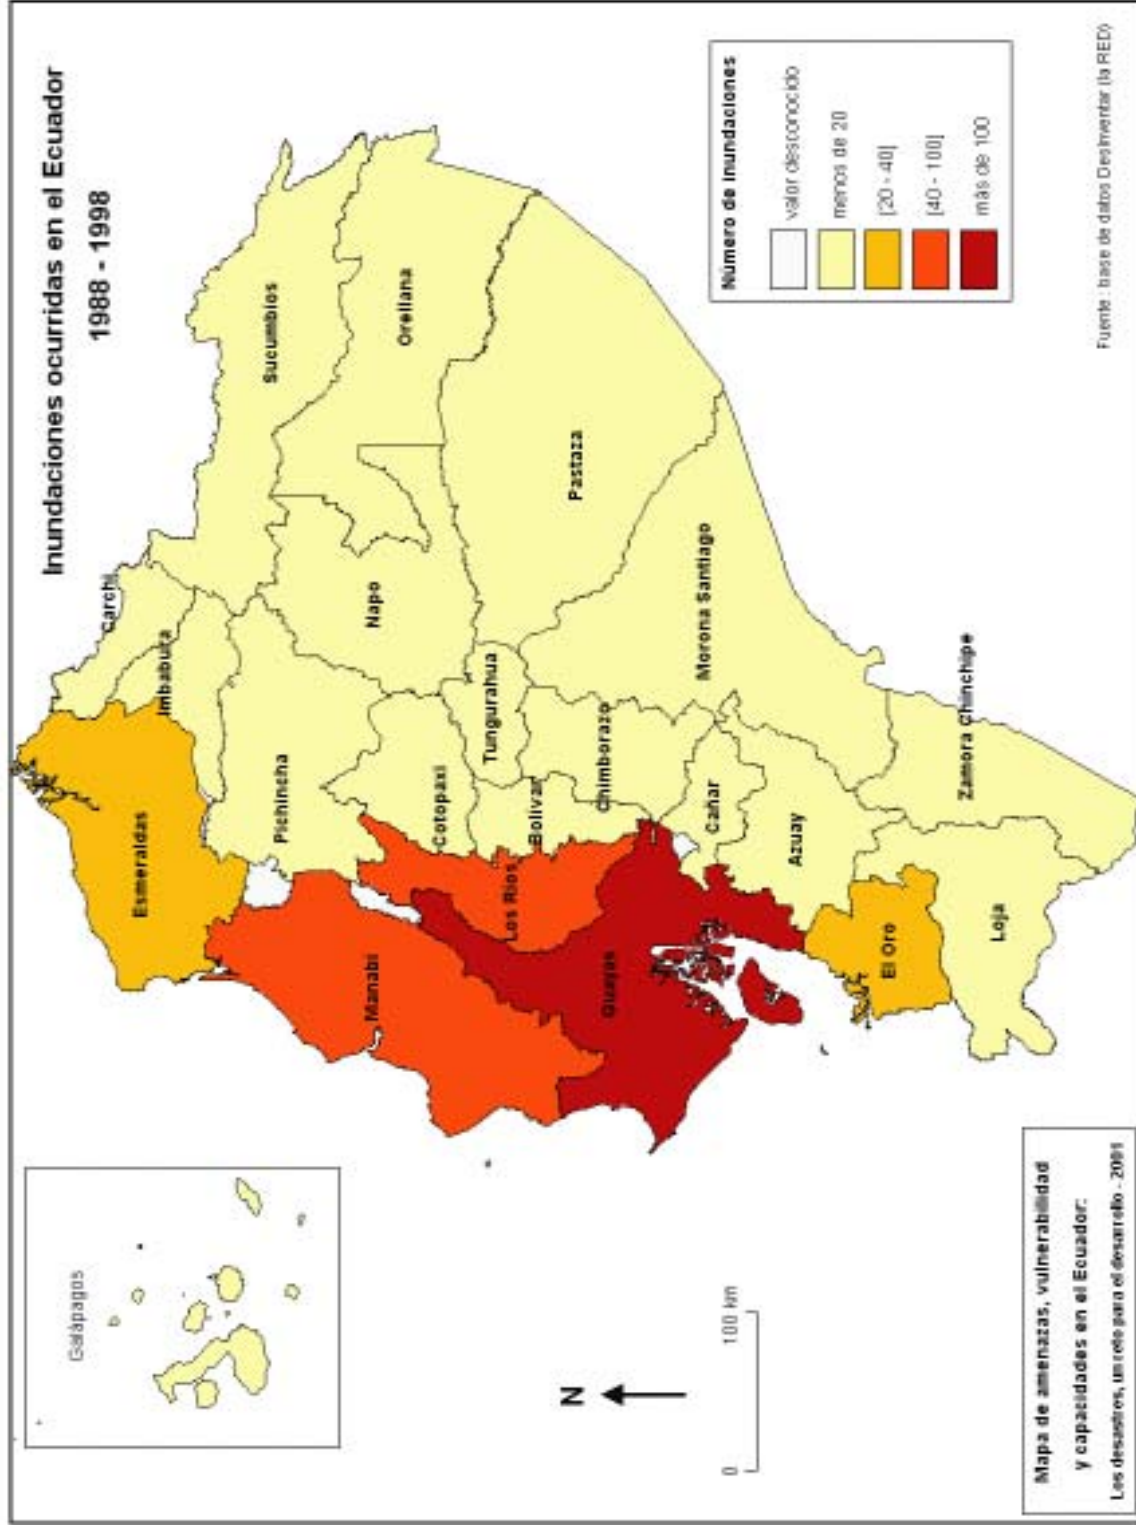 Inundaciones ocurridas en el Ecuador
1988 - 1998
Galápagos
Carchi
Esmeraldas
Imbabura
Sucumbios
Pichincha
Orellana
Napo
Manabí
Cotopaxi
Tungurahua
Los Rios
Bolívar
Pastaza
Chimborazo
Guayas
Morona Santiago
Cañar
Azuay
El Oro
Zamora Chinchipe
Loja
N
0
100 km
Número de inundaciones
valor desconocido
menos de 20
[20 - 40[
[40 - 100[
más de 100
Mapa de amenazas, vulnerabilidad
y capacidades en el Ecuador:
Los desastres, un reto para el desarrollo - 2001
Fuente : base de datos DesInventar (la RED)